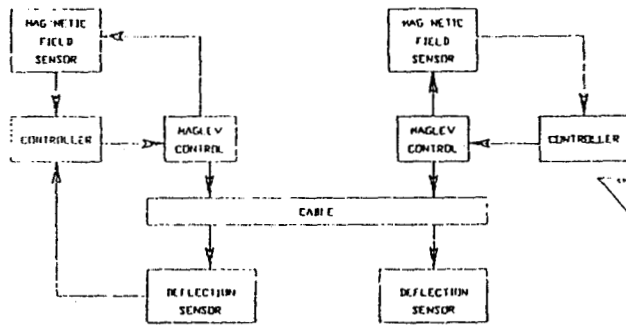 MAGNETIC
FIELD
SENSOR
MAGNETIC
FIELD
SENSOR
CONTROLLER
MAGLEV
CONTROL
MAGLEV
CONTROL
CONTROLLER
CABLE
DEFLECTION
SENSOR
DEFLECTION
SENSOR